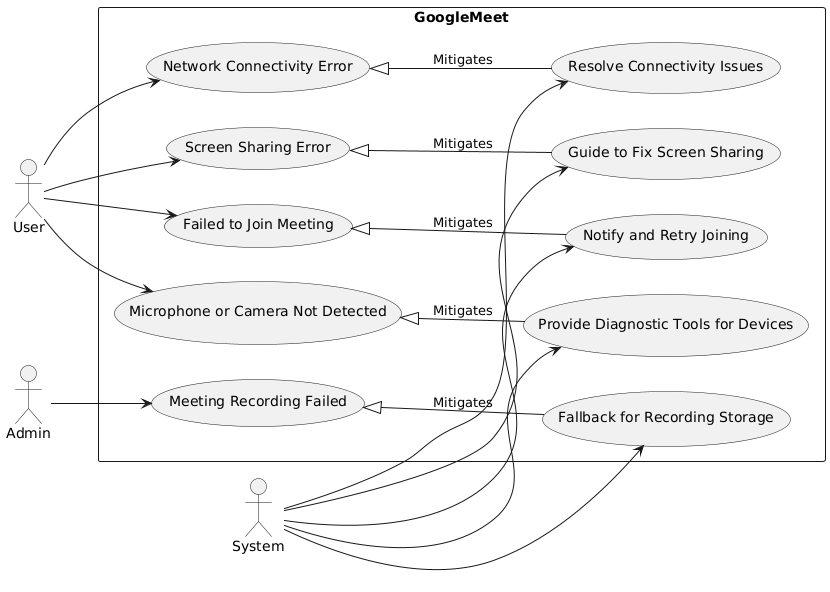 GoogleMeet
Network Connectivity Error
Mitigates
Resolve Connectivity Issues
Screen Sharing Error
Mitigates
Guide to Fix Screen Sharing
User
Failed to Join Meeting
Mitigates
Notify and Retry Joining
Microphone or Camera Not Detected
Mitigates
Provide Diagnostic Tools for Devices
Meeting Recording Failed
Mitigates
Fallback for Recording Storage
Admin
System